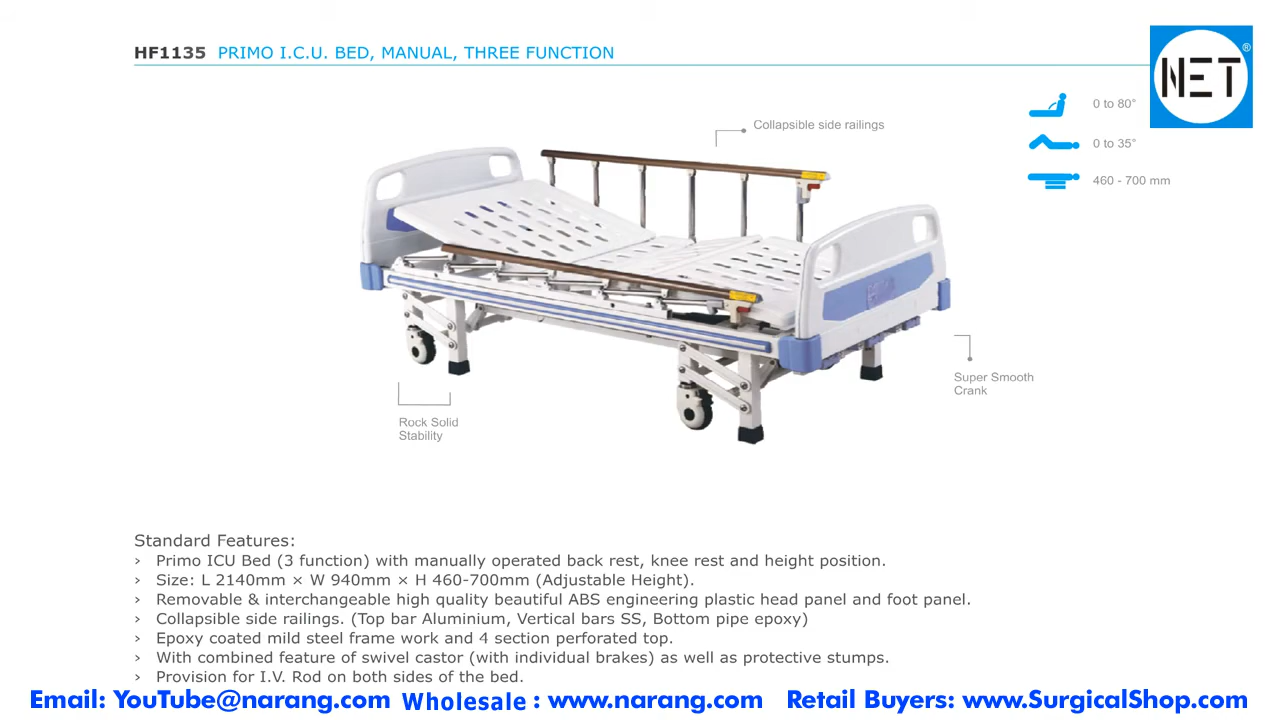 HF1135 PRIMO I.C.U. BED, MANUAL, THREE FUNCTION
NET®
0 to 80°
0 to 35°
460 - 700 mm
Collapsible side railings
Super Smooth
Crank
Rock Solid
Stability
Standard Features:
› Primo ICU Bed (3 function) with manually operated back rest, knee rest and height position.
› Size: L 2140mm × W 940mm × H 460-700mm (Adjustable Height).
› Removable & interchangeable high quality beautiful ABS engineering plastic head panel and foot panel.
› Collapsible side railings. (Top bar Aluminium, Vertical bars SS, Bottom pipe epoxy)
› Epoxy coated mild steel frame work and 4 section perforated top.
› With combined feature of swivel castor (with individual brakes) as well as protective stumps.
› Provision for I.V. Rod on both sides of the bed.
Email: YouTube@narang.com Wholesale : www.narang.com Retail Buyers: www.SurgicalShop.com